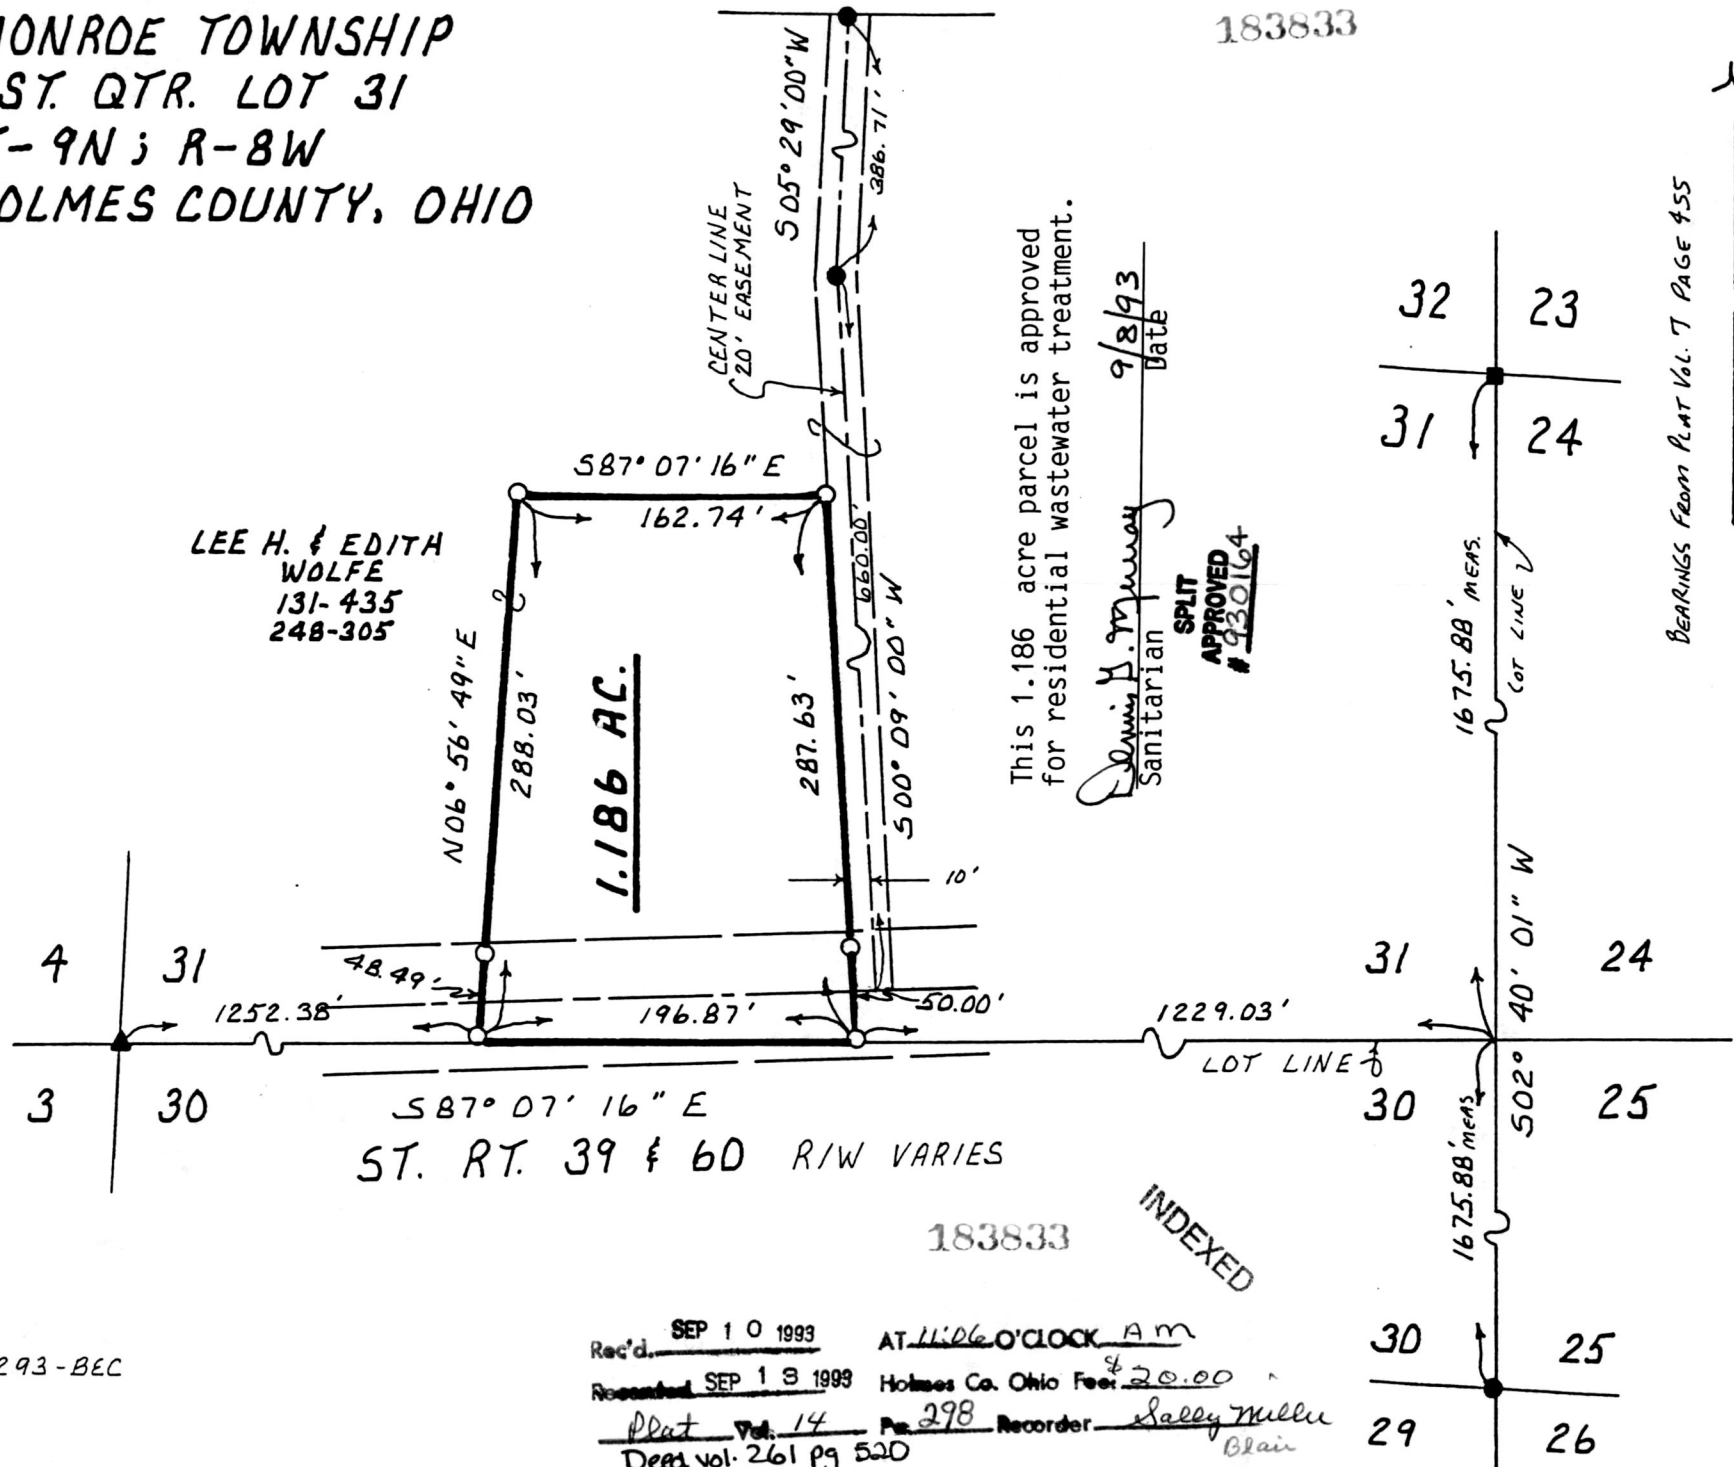 183833
ONROE TOWNSHIP
ST. QTR. LOT 31
T-9N; R-8W
OLMES COUNTY, OHIO
S05° 29' 00" W
386.71'
CENTER LINE
20' EASEMENT
S87° 07' 16" E
162.74'
LEE H. & EDITH
WOLFE
131-435
248-305
N06° 56' 49" E
288.03'
1.186 AC.
287.63'
660.00'
S00° 09' 00" W
10'
This 1.186 acre parcel is approved
for residential wastewater treatment.
9/8/93
Sanitarian Date
SPLIT
APPROVED
# 930164
BEARINGS FROM PLAT VOL. 7 PAGE 455
32 23
31 24
1675.88' MEAS.
LOT LINE
4 31
48.49'
1252.38'
196.87'
50.00'
1229.03'
LOT LINE
31 24
S02° 40' 01" W
3 30
30 25
S87° 07' 16" E
ST. RT. 39 & 60 R/W VARIES
1675.88' MEAS.
183833
INDEXED
Rec'd. SEP 10 1993 AT 11:06 O'CLOCK AM
Recorded SEP 13 1993 Holmes Co. Ohio Fee: $20.00
Plat Vol. 14 Pg. 298 Recorder Sally Miller
Blair
Deed vol. 261 pg 520
293-BEC
30 25
29 26